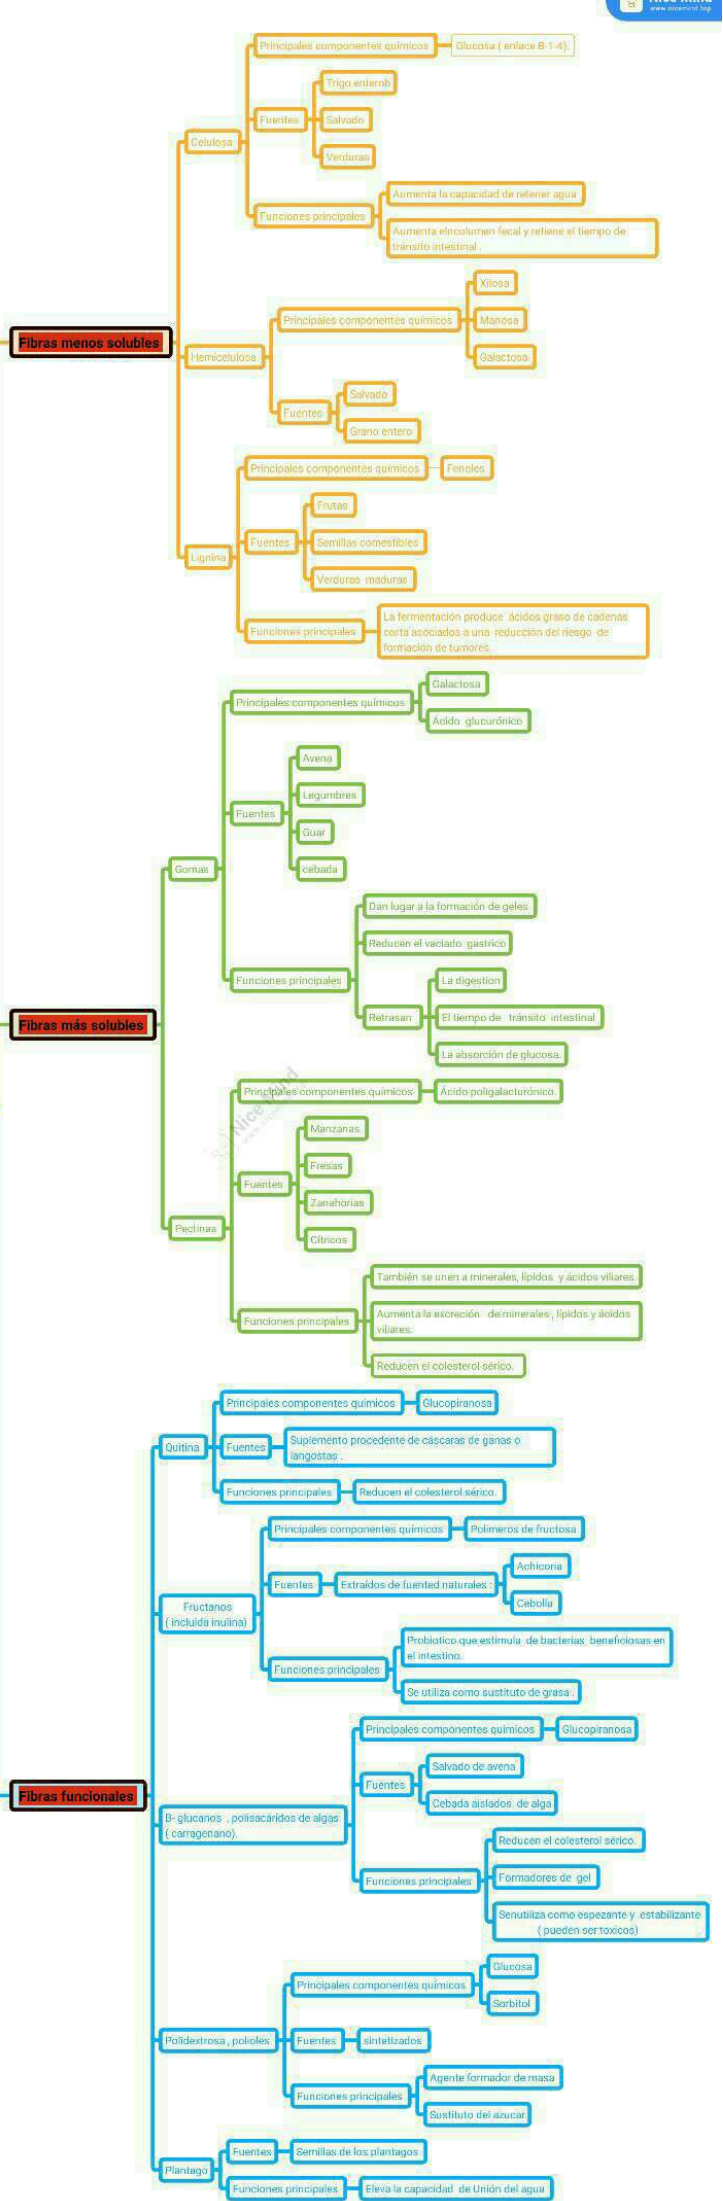 Nice Mind
www.nicemind.top
Principales componentes químicos
Glucosa ( enlace B-1-4).
Trigo enterob
Fuentes
Salvado
Celulosa
Verduras
Aumenta la capacidad de retener agua
Funciones principales
Aumenta elncolumen fecal y refiene el tiempo de
tránsito intestinal.
Xilosa
Principales componentes químicos
Manosa
Fibras menos solubles
Hemicelulosa
Galactosa
Salvado
Fuentes
Grano entero
Principales componentes químicos
Fenoles
Frutas
Fuentes
Semillas comestibles
Lignina
Verduras maduras
La fermentación produce ácidos graso de cadenas
Funciones principales
corta asociados a una reducción del riesgo de
formación de tumores.
Galactosa
Principales componentes químicos
Ácido glucurónico
Avena
Legumbres
Fuentes
Guar
Gomas
cebada
Dan lugar a la formación de geles
Reducen el vaciado gastrico
Funciones principales
La digestion
Retrasan
El tiempo de tránsito intestinal
Fibras más solubles
La absorción de glucosa.
Principales componentes químicos
Ácido poligalacturónico.
Nice Mind
Manzanas
Fresas
Fuentes
Zanahorias
Pectinas
Cítricos
También se unen a minerales, lípidos y ácidos viliares
Funciones principales
Aumenta la excreción de minerales , lípidos y ácidos
viliares.
Reducen el colesterol sérico.
Principales componentes químicos
Glucopiranosa
Quitina
Fuentes
Suplemento procedente de cáscaras de ganas o
langostas .
Funciones principales
Reducen el colesterol sérico.
Principales componentes químicos
Polimeros de fructosa
Achicoria
Fuentes
Extraídos de fuented naturales :
Cebolla
Fructanos
( incluida inulina)
Probiotico que estimula de bacterias beneficiosas en
el intestino.
Funciones principales
Se utiliza como sustituto de grasa .
Principales componentes químicos
Glucopiranosa
Salvado de avena
Fuentes
Cebada aislados de alga
Fibras funcionales
B- glucanos , polisacáridos de algas
( carragenano).
Reducen el colesterol sérico.
Funciones principales
Formadores de gel
Senutiliza como espezante y estabilizante
( pueden ser toxicos)
Glucosa
Principales componentes químicos
Sorbitol
Polidextrosa , polioles
Fuentes
sintetizados
Agente formador de masa
Funciones principales
Sustituto del azucar
Fuentes
Semillas de los plantagos
Plantago
Funciones principales
Eleva la capacidad de Unión del agua